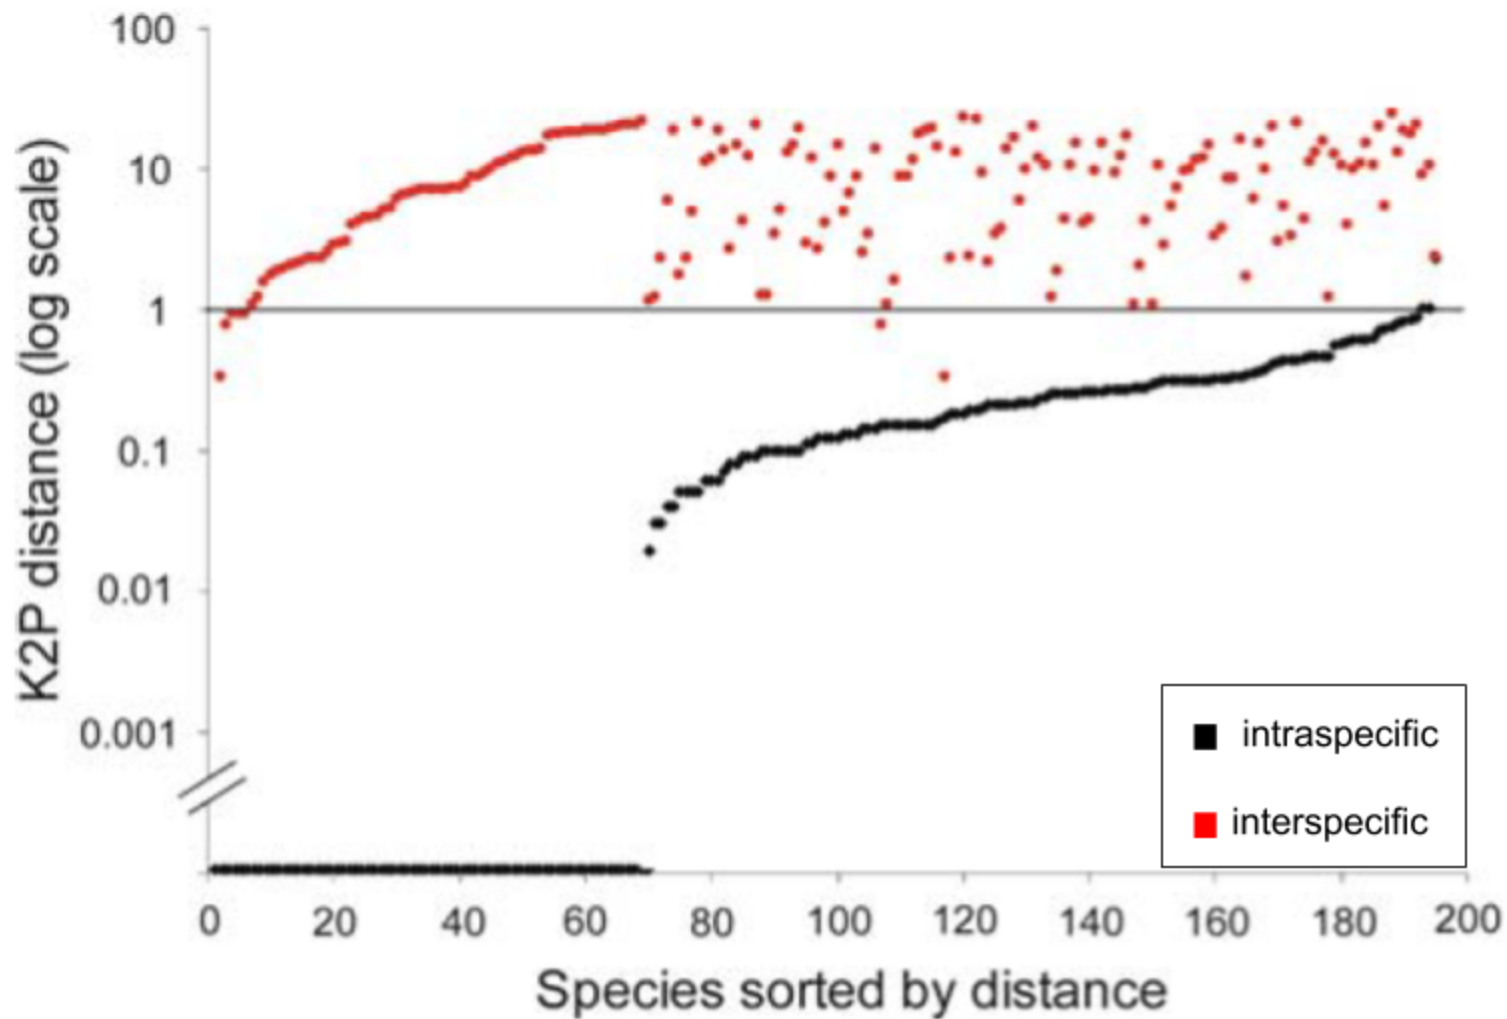 K2P distance (log scale)
100
10
1
0.1
0.01
0.001
intraspecific
interspecific
0 20 40 60 80 100 120 140 160 180 200
Species sorted by distance